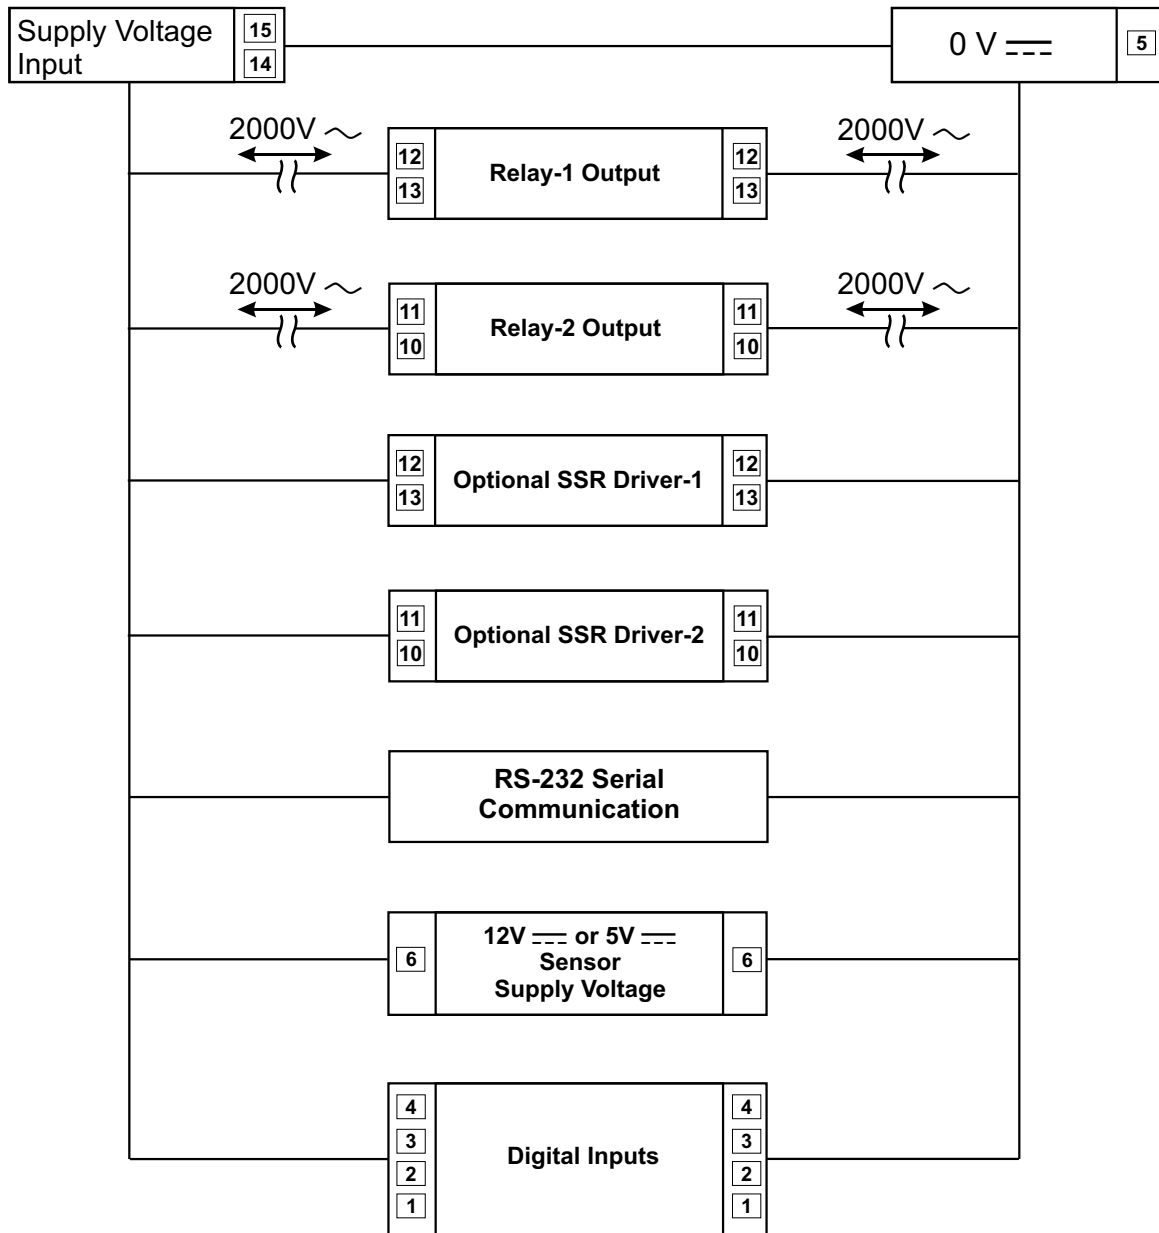 Supply Voltage
Input
15
14
0 V
5
2000V
2000V
12
13
Relay-1 Output
12
13
2000V
2000V
11
10
Relay-2 Output
11
10
12
13
Optional SSR Driver-1
12
13
11
10
Optional SSR Driver-2
11
10
RS-232 Serial
Communication
6
12V or 5V
Sensor
Supply Voltage
6
4
3
2
1
Digital Inputs
4
3
2
1